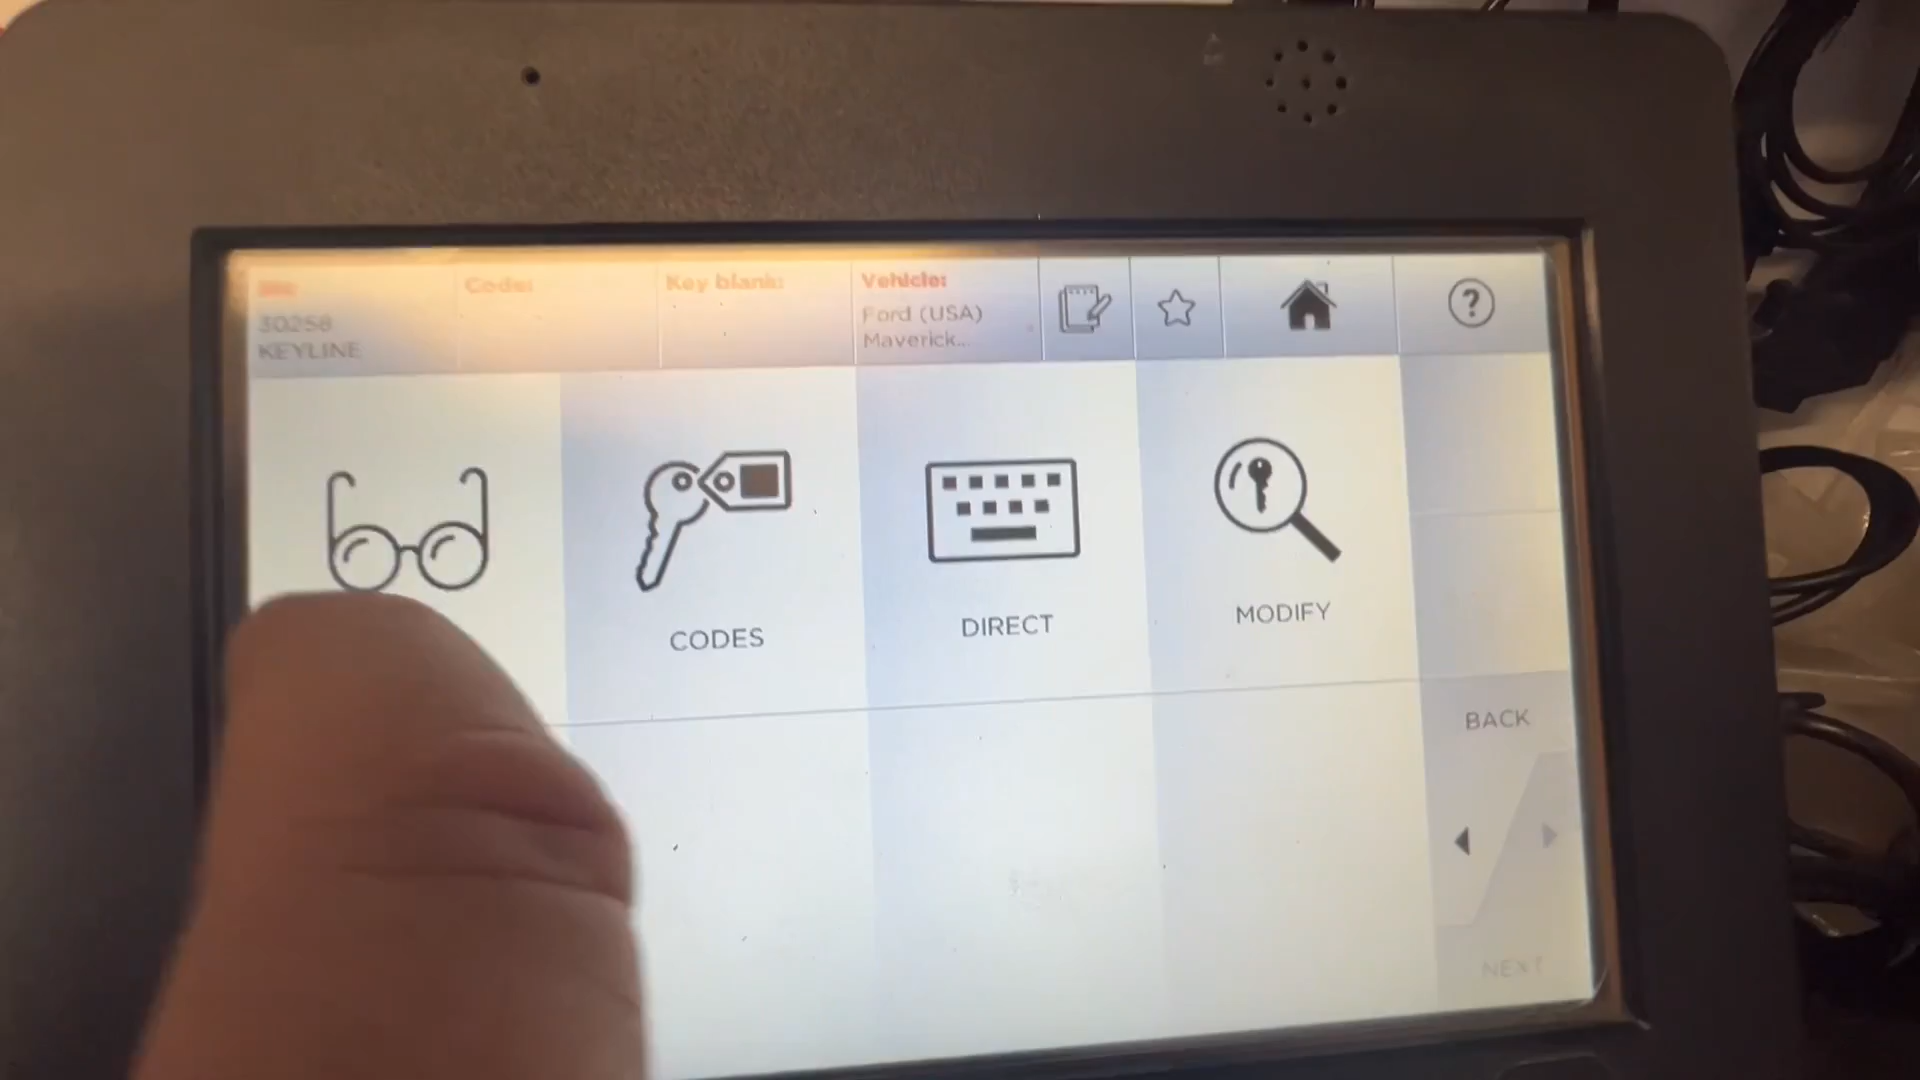 Code:
Key blank:
Vehicle:
30258
KEYLINE
Ford (USA)
Maverick...
?
CODES
DIRECT
MODIFY
BACK
NEXT